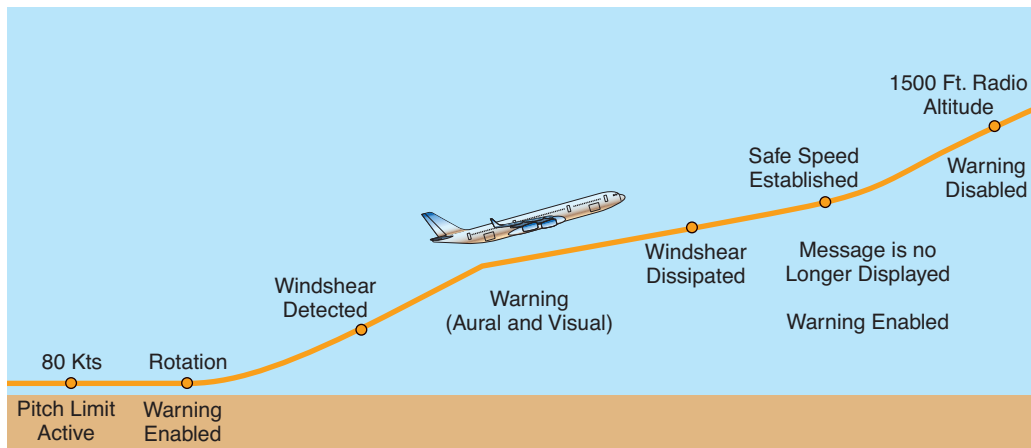 1500 Ft. Radio
Altitude
Safe Speed
Established
Warning
Disabled
Windshear
Dissipated
Message is no
Longer Displayed
Windshear
Detected
Warning
(Aural and Visual)
Warning Enabled
80 Kts
Rotation
Pitch Limit
Active
Warning
Enabled